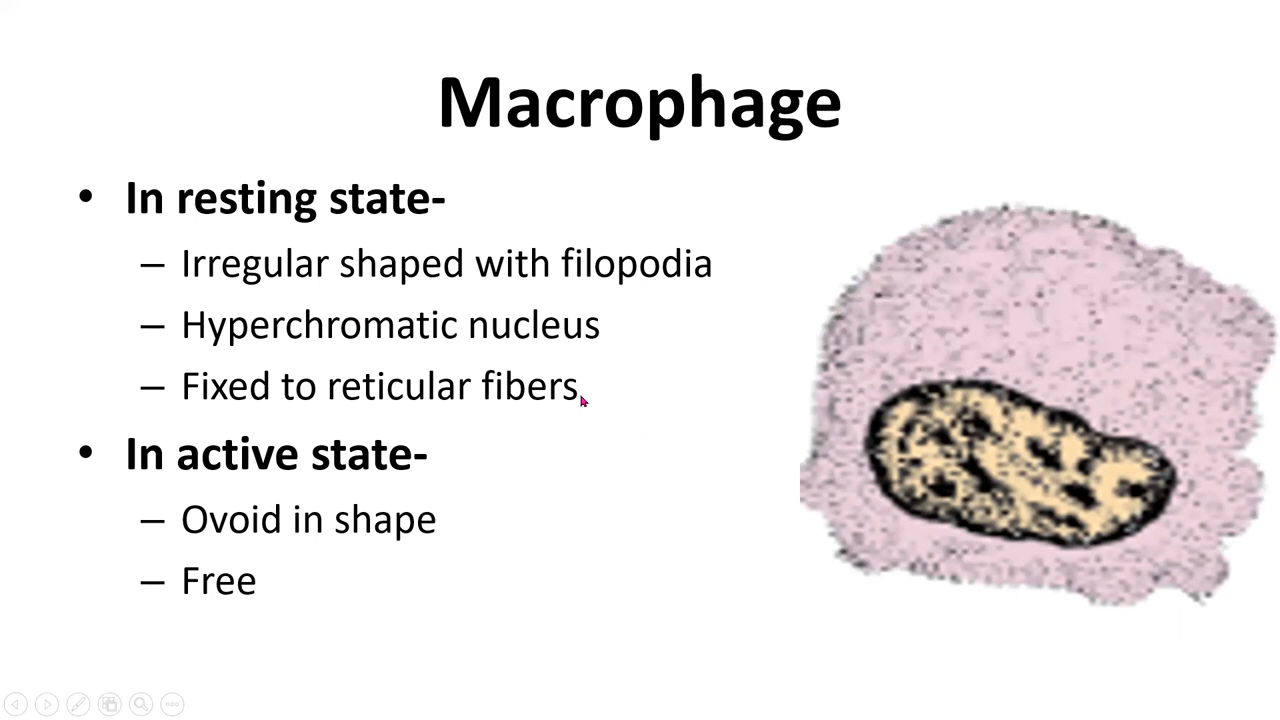 Macrophage
• In resting state-
– Irregular shaped with filopodia
– Hyperchromatic nucleus
– Fixed to reticular fibers
• In active state-
– Ovoid in shape
– Free